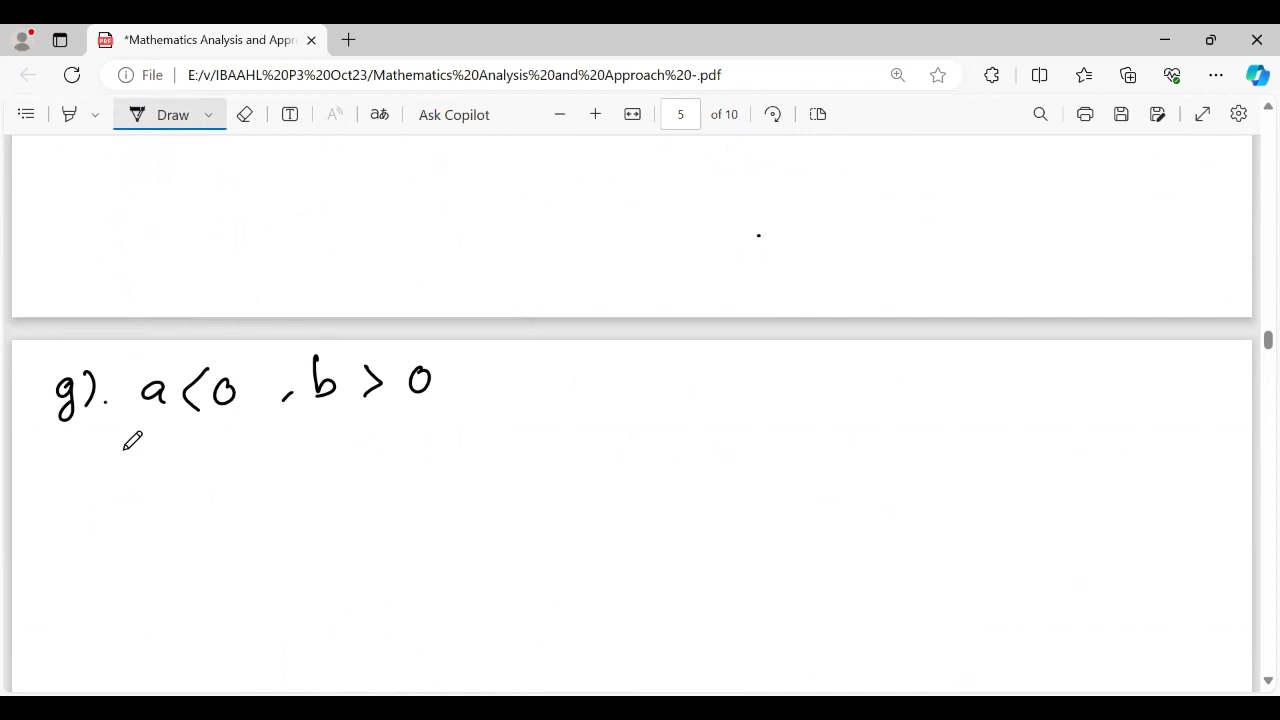 *Mathematics Analysis and Appr
File E:/v/IBAAHL%20P3%20Oct23/Mathematics%20Analysis%20and%20Approach%20-.pdf
Draw Ask Copilot 5 of 10
g). a < 0 , b > 0